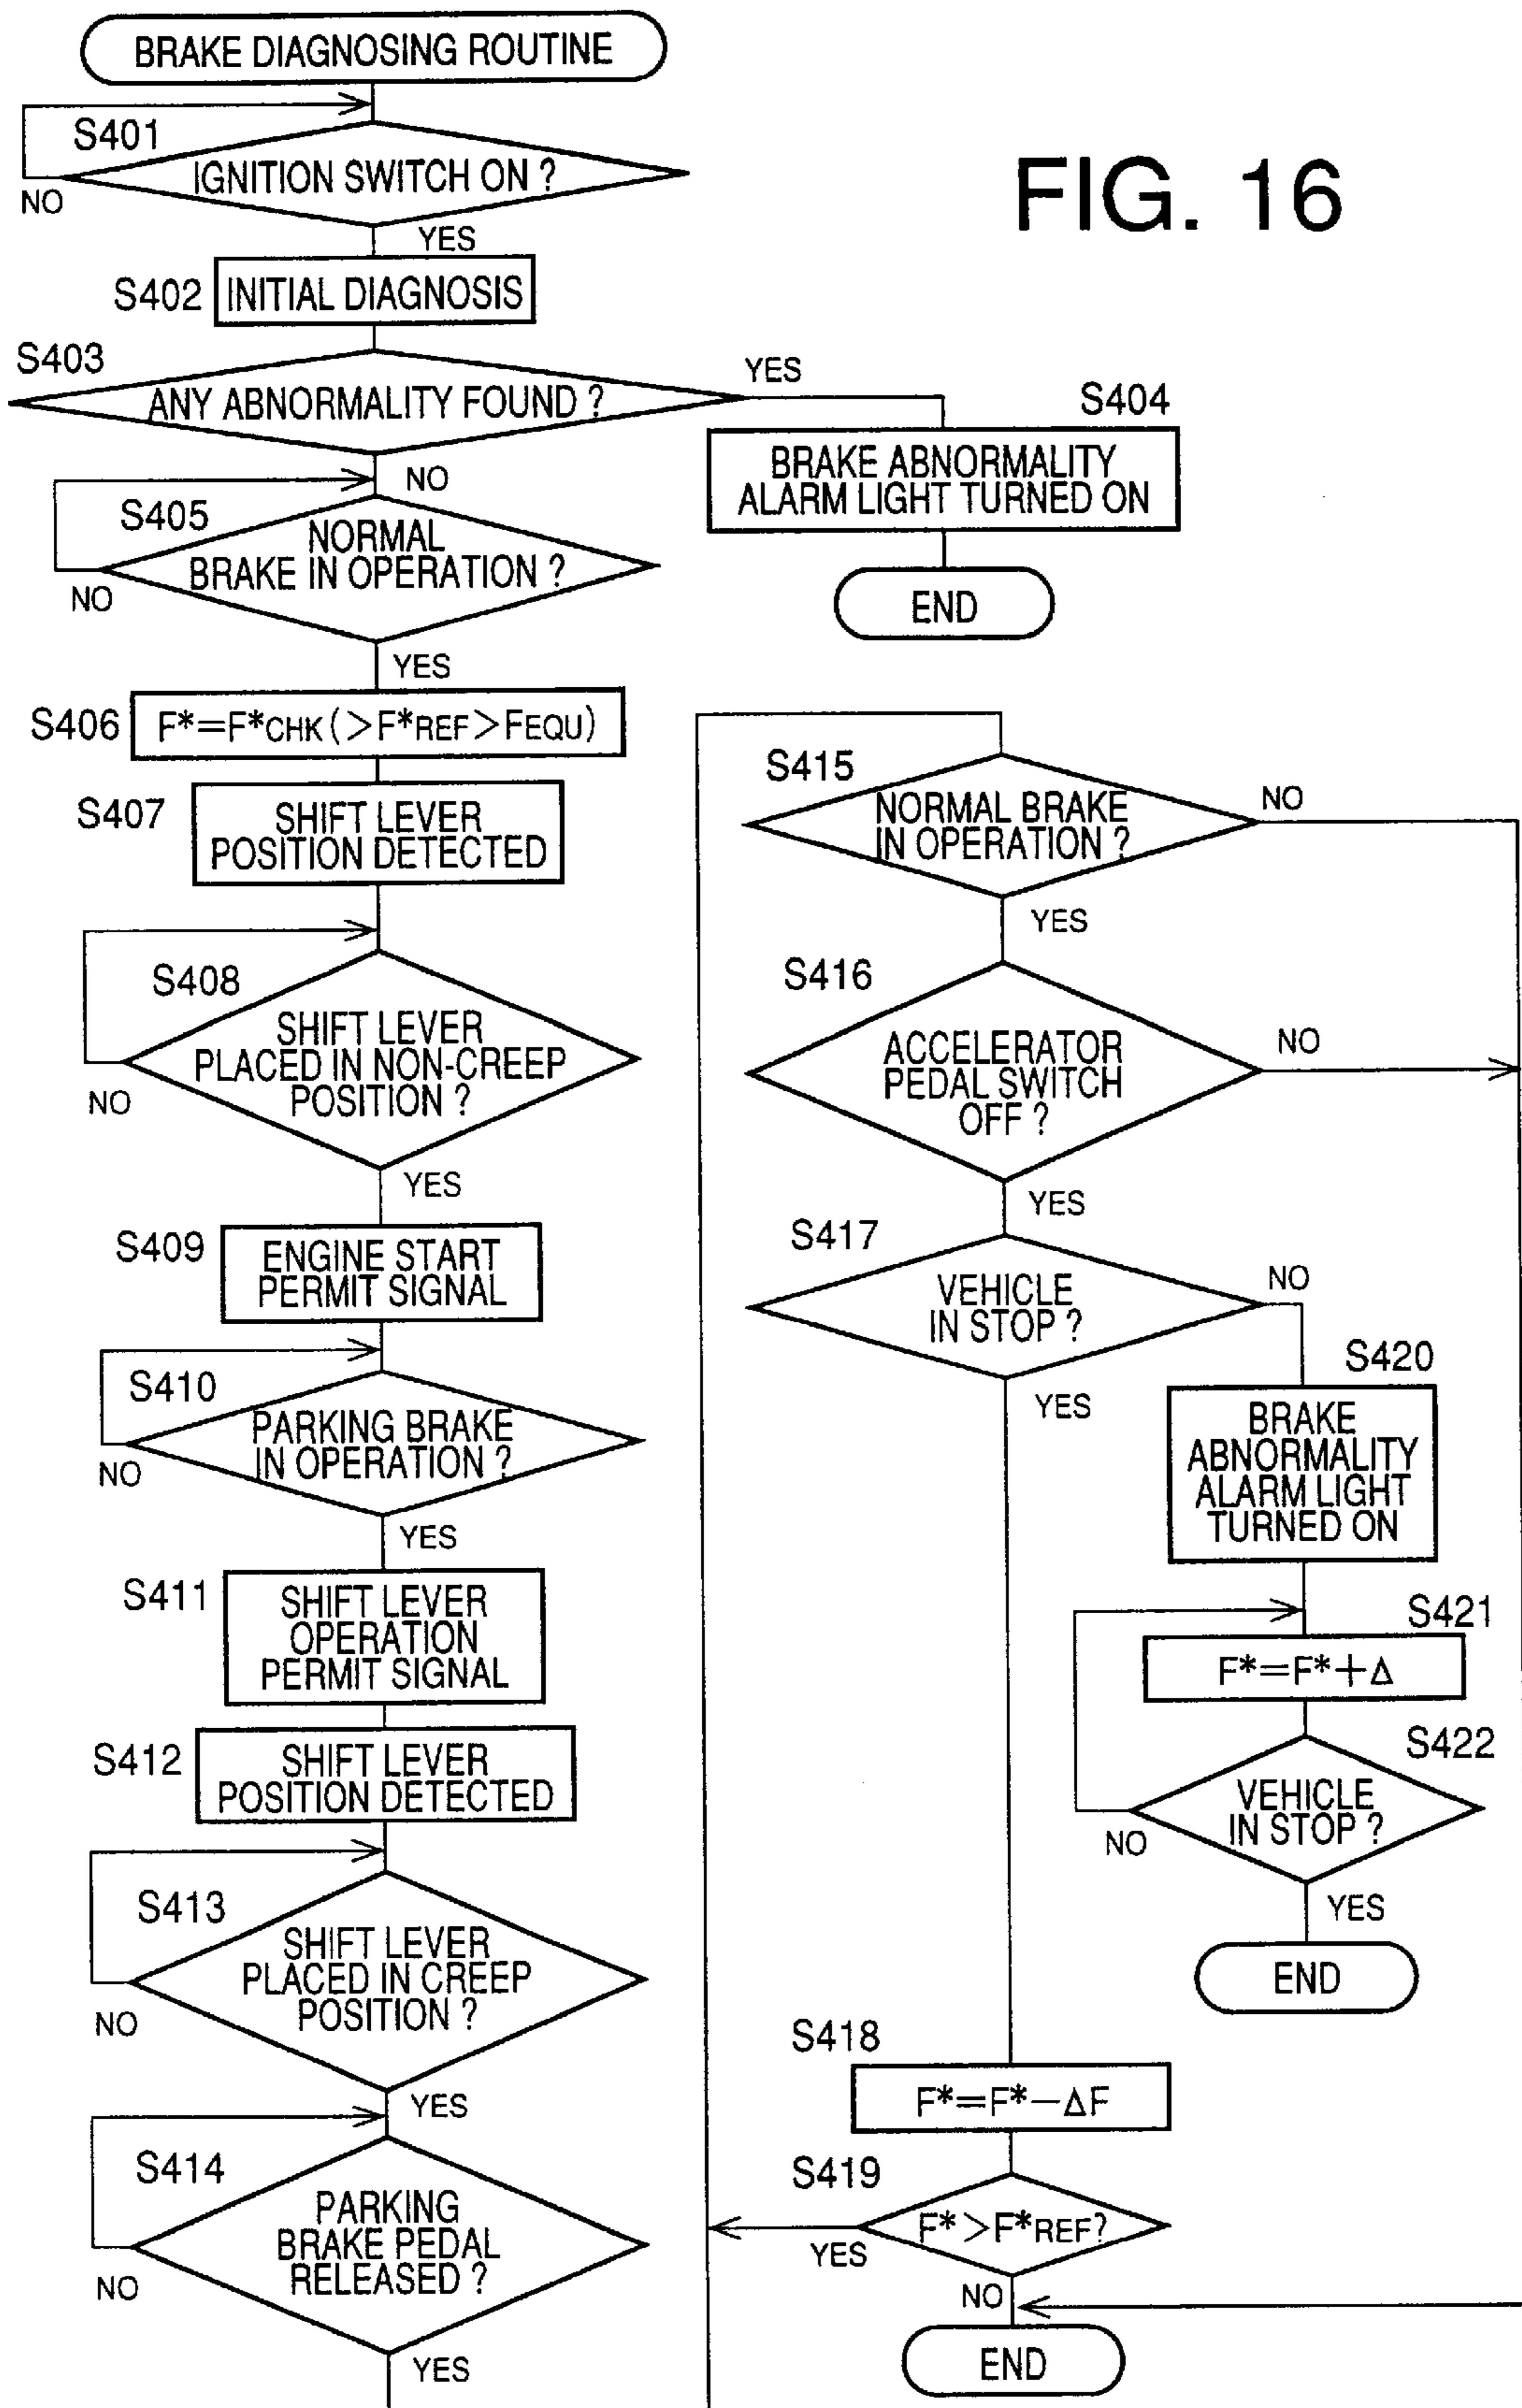 BRAKE DIAGNOSING ROUTINE
FIG. 16
S401
IGNITION SWITCH ON ?
NO
YES
S402
INITIAL DIAGNOSIS
S403
ANY ABNORMALITY FOUND ?
YES
NO
S404
BRAKE ABNORMALITY
ALARM LIGHT TURNED ON
END
S405
NORMAL
BRAKE IN OPERATION ?
NO
YES
S406
F*=F*CHK(>F*REF>FEQU)
S407
SHIFT LEVER
POSITION DETECTED
S408
SHIFT LEVER
PLACED IN NON-CREEP
POSITION ?
NO
YES
S409
ENGINE START
PERMIT SIGNAL
S410
PARKING BRAKE
IN OPERATION ?
NO
YES
S411
SHIFT LEVER
OPERATION
PERMIT SIGNAL
S412
SHIFT LEVER
POSITION DETECTED
S413
SHIFT LEVER
PLACED IN CREEP
POSITION ?
NO
YES
S414
PARKING
BRAKE PEDAL
RELEASED ?
NO
YES
S415
NORMAL BRAKE
IN OPERATION ?
NO
YES
S416
ACCELERATOR
PEDAL SWITCH
OFF ?
NO
YES
S417
VEHICLE
IN STOP ?
NO
YES
S420
BRAKE
ABNORMALITY
ALARM LIGHT
TURNED ON
S421
F*=F*+Δ
S422
VEHICLE
IN STOP ?
NO
YES
END
S418
F*=F*−ΔF
S419
F*>F*REF?
YES
NO
END